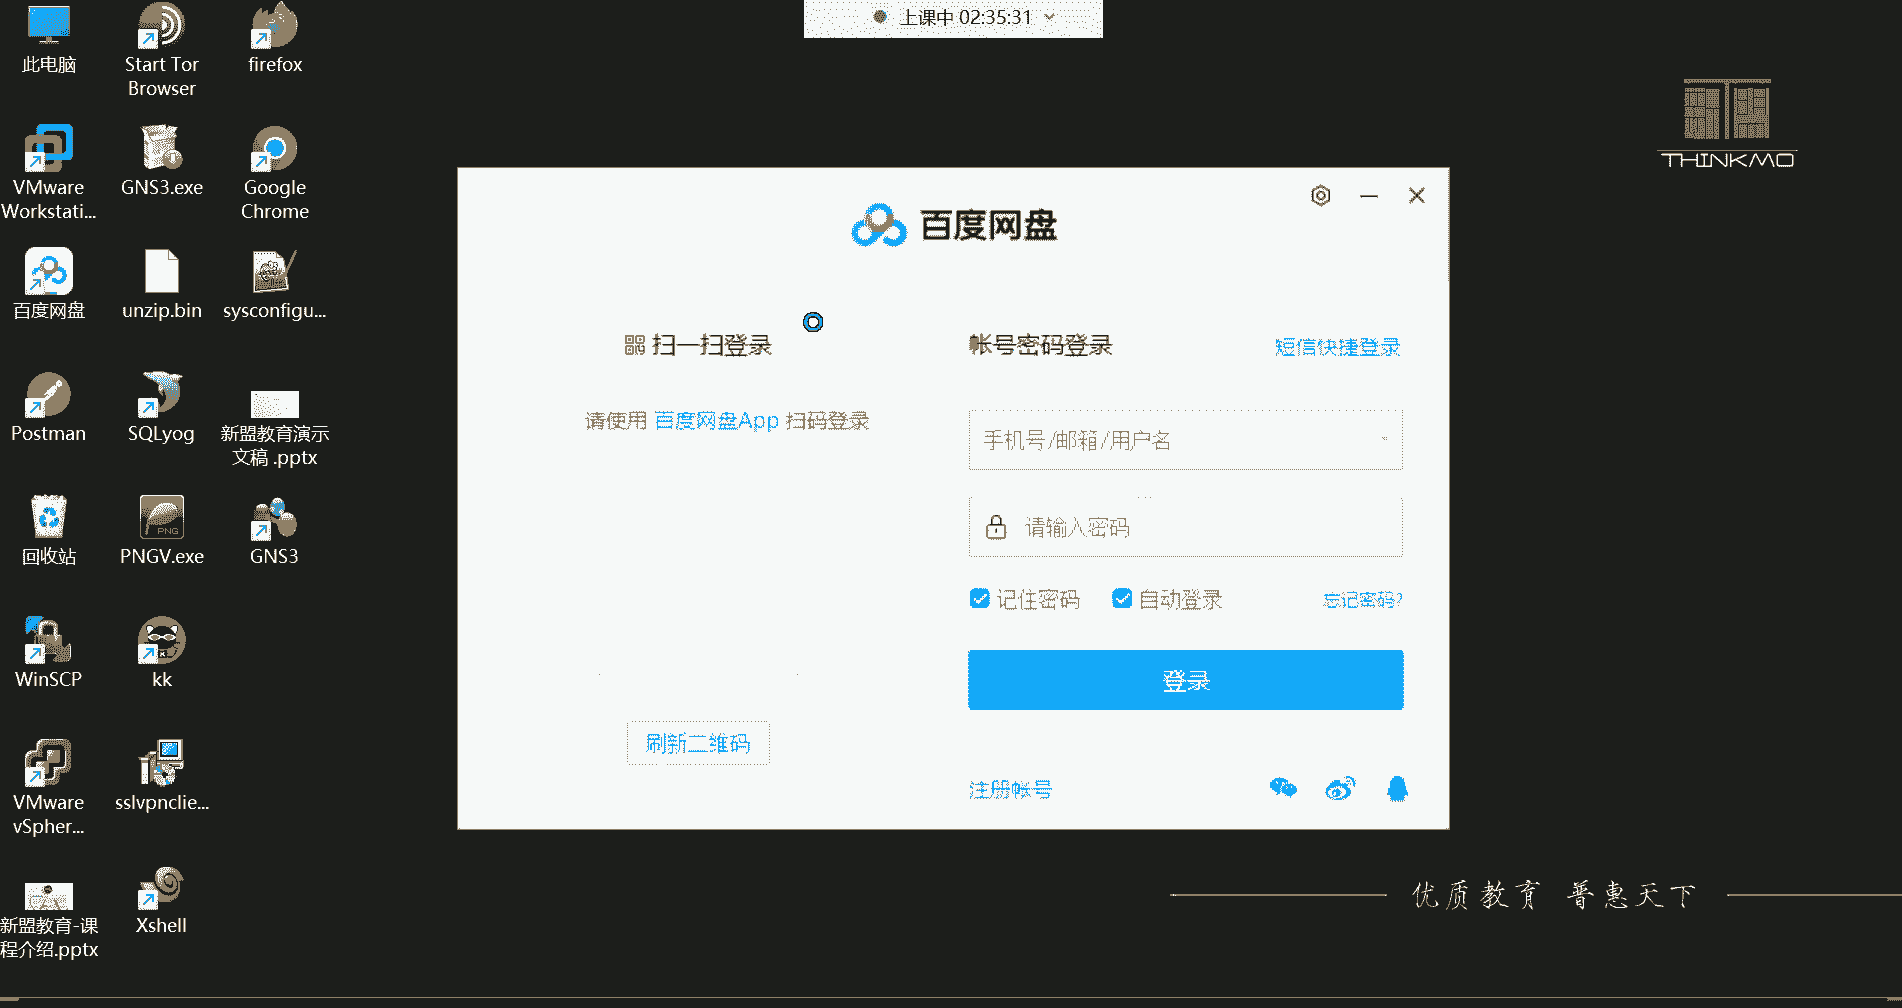 上课中 02:35:31
此电脑
Start Tor
Browser
firefox
THINKMO
VMware
Workstati...
GNS3.exe
Google
Chrome
百度网盘
unzip.bin
sysconfigu...
Postman
SQLyog
新盟教育演示
文稿 .pptx
回收站
PNG
PNGV.exe
GNS3
WinSCP
kk
VMware
vSpher...
sslvpnclie...
新盟教育-课
程介绍.pptx
Xshell
百度网盘
扫一扫登录
请使用 百度网盘App 扫码登录
刷新二维码
帐号密码登录
短信快捷登录
手机号/邮箱/用户名
请输入密码
记住密码
自动登录
忘记密码?
登录
注册帐号
优质教育 普惠天下